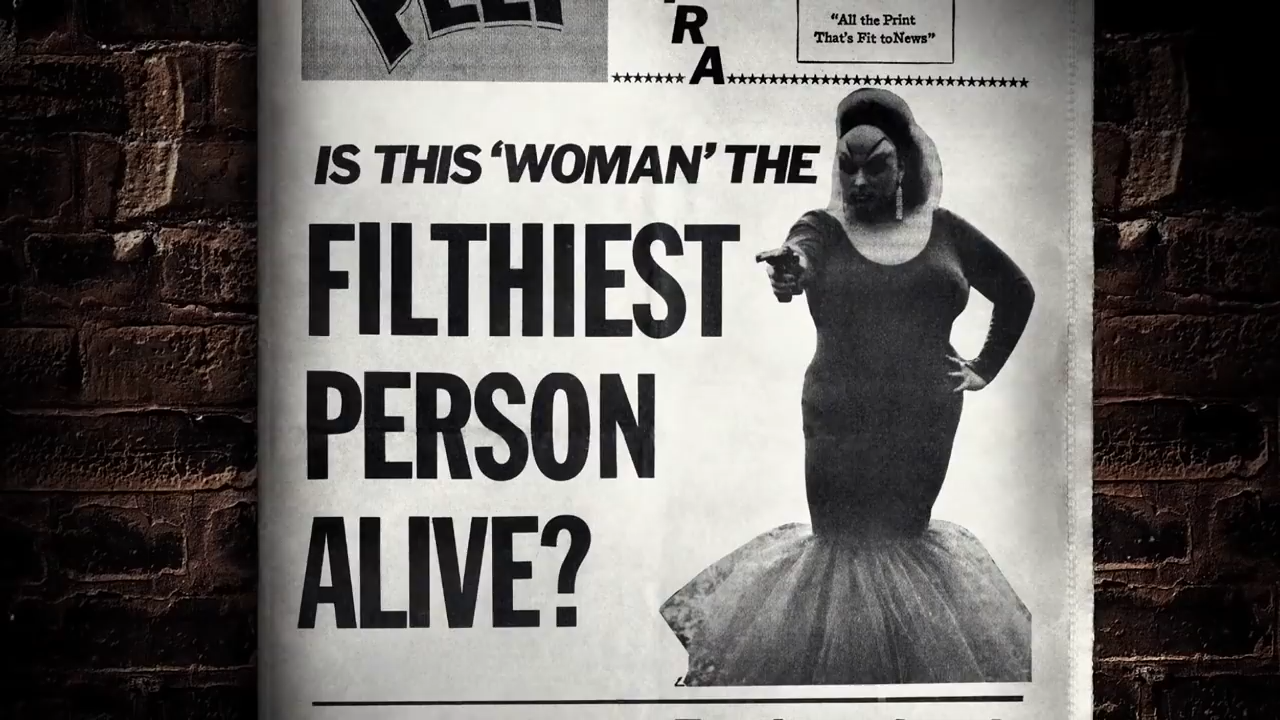 R
A
"All the Print
That's Fit toNews"
IS THIS 'WOMAN' THE
FILTHIEST
PERSON
ALIVE?